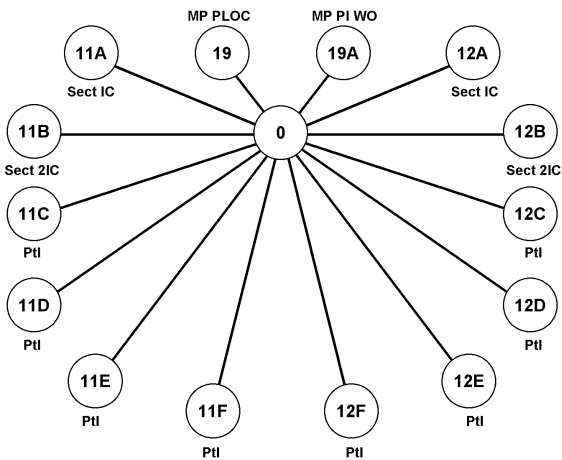 MP PLOC
MP PI WO
11A
19
19A
12A
Sect IC
Sect IC
11B
0
12B
Sect 2IC
Sect 2IC
11C
12C
Ptl
Ptl
11D
12D
Ptl
Ptl
11E
12E
Ptl
Ptl
11F
12F
Ptl
Ptl